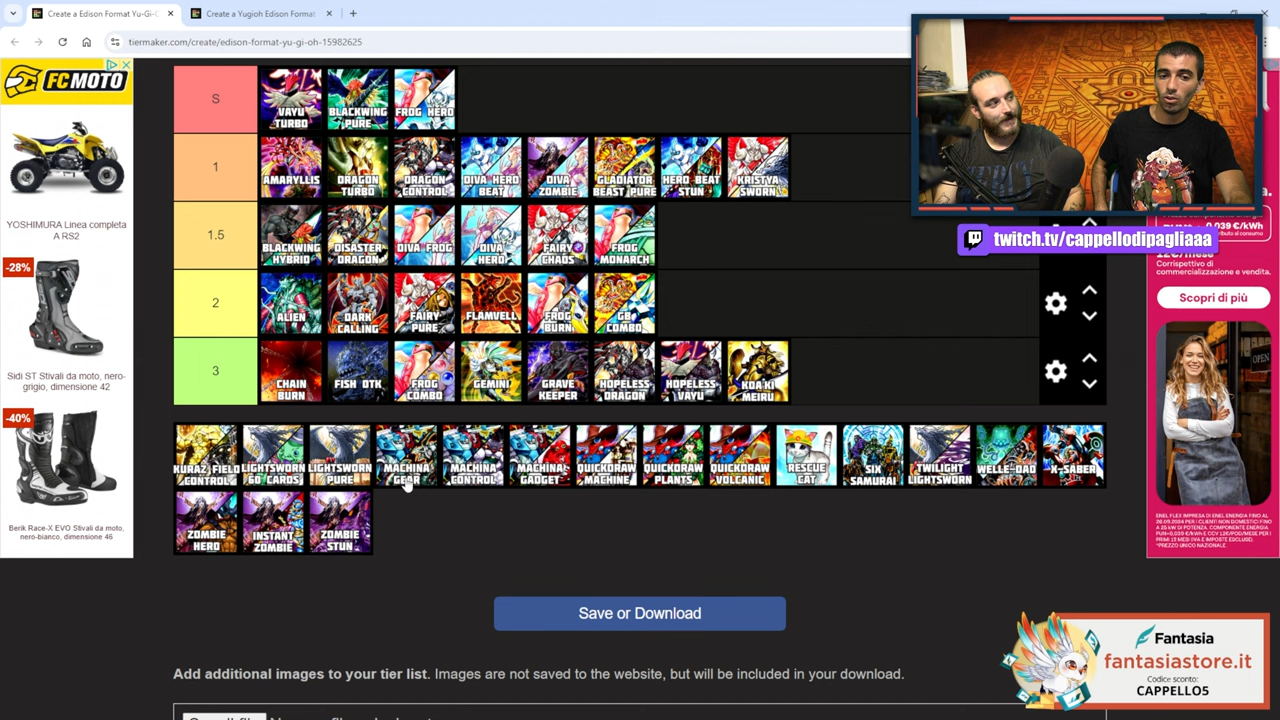 Create a Edison Format Yu-Gi-O
Create a Yugioh Edison Format
tiermaker.com/create/edison-format-yu-gi-oh-15982625
FC MOTO
YOSHIMURA Linea completa
A RS2
-28%
Sidi ST Stivali da moto, nero-
grigio, dimensione 42
-40%
Berik Race-X EVO Stivali da moto,
nero-bianco, dimensione 46
S
VAYU
TURBO
BLACKWING
PURE
FROG HERO
1
AMARYLLIS
DRAGON
TURBO
DRAGON
CONTROL
DIVA HERO
BEAT
DIVA
ZOMBIE
GLADIATOR
BEAST PURE
HERO BEAT
STUN
KRISTYA
SWORN
1.5
BLACKWING
HYBRID
DISASTER
DRAGON
DIVA FROG
DIVA
HERO
FAIRY
CHAOS
FROG
MONARCH
2
ALIEN
DARK
CALLING
FAIRY
PURE
FLAMVELL
FROG
BURN
GB
COMBO
3
CHAIN
BURN
FISH OTK
FROG
COMBO
GEMINI
GRAVE
KEEPER
HOPELESS
DRAGON
HOPELESS
VAYU
KOA KI
MEIRU
KURAZ FIELD
CONTROL
LIGHTSWORN
60 CARDS
LIGHTSWORN
PURE
MACHINA
GEAR
MACHINA
CONTROL
MACHINA
GADGET
QUICKDRAW
MACHINE
QUICKDRAW
PLANTS
QUICKDRAW
VOLCANIC
RESCUE
CAT
SIX
SAMURAI
TWILIGHT
LIGHTSWORN
WELLE-DAD
X-SABER
ZOMBIE
HERO
INSTANT
ZOMBIE
ZOMBIE
STUN
Save or Download
Add additional images to your tier list. Images are not saved to the website, but will be included in your download.
twitch.tv/cappellodipagliaaa
Corrispettivo di
commercializzazione e vendita.
Scopri di più
OPEN
Fantasia
fantasiastore.it
Codice sconto:
CAPPELLO5